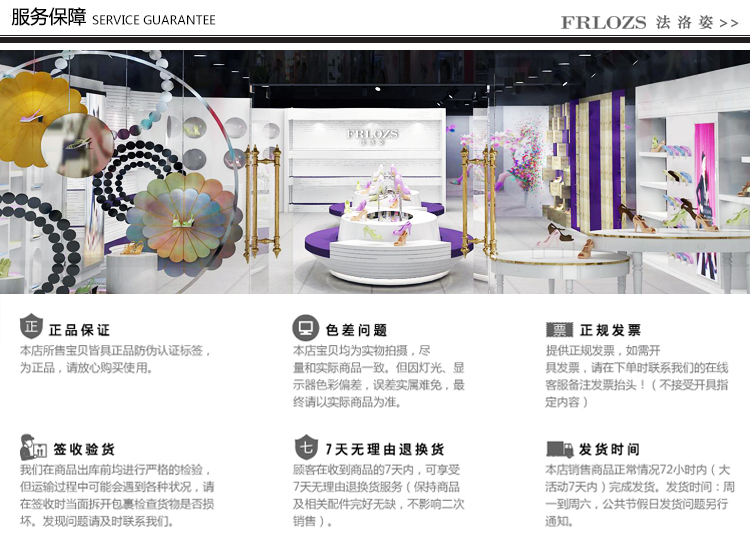 服务保障 SERVICE GUARANTEE
FRLOZS 法洛姿 >>
FRLOZS
正 正品保证
本店所售宝贝皆具正品防伪认证标签，
为正品，请放心购买使用。
色差问题
本店宝贝均为实物拍摄，尽
量和实际商品一致。但因灯光、显
示器色彩偏差，误差实属难免，最
终请以实际商品为准。
票 正规发票
提供正规发票，如需开
具发票，请在下单时联系我们的在线
客服备注发票抬头！（不接受开具指
定内容）
签收验货
我们在商品出库前均进行严格的检验，
但运输过程中可能会遇到各种状况，请
在签收时当面拆开包裹检查货物是否损
坏。发现问题请及时联系我们。
七 7天无理由退换货
顾客在收到商品的7天内，可享受
7天无理由退换货服务（保持商品
及相关配件完好无缺，不影响二次
销售）。
发货时间
本店销售商品正常情况72小时内（大
活动7天内）完成发货。发货时间：周
一到周六，公共节假日发货问题另行
通知。